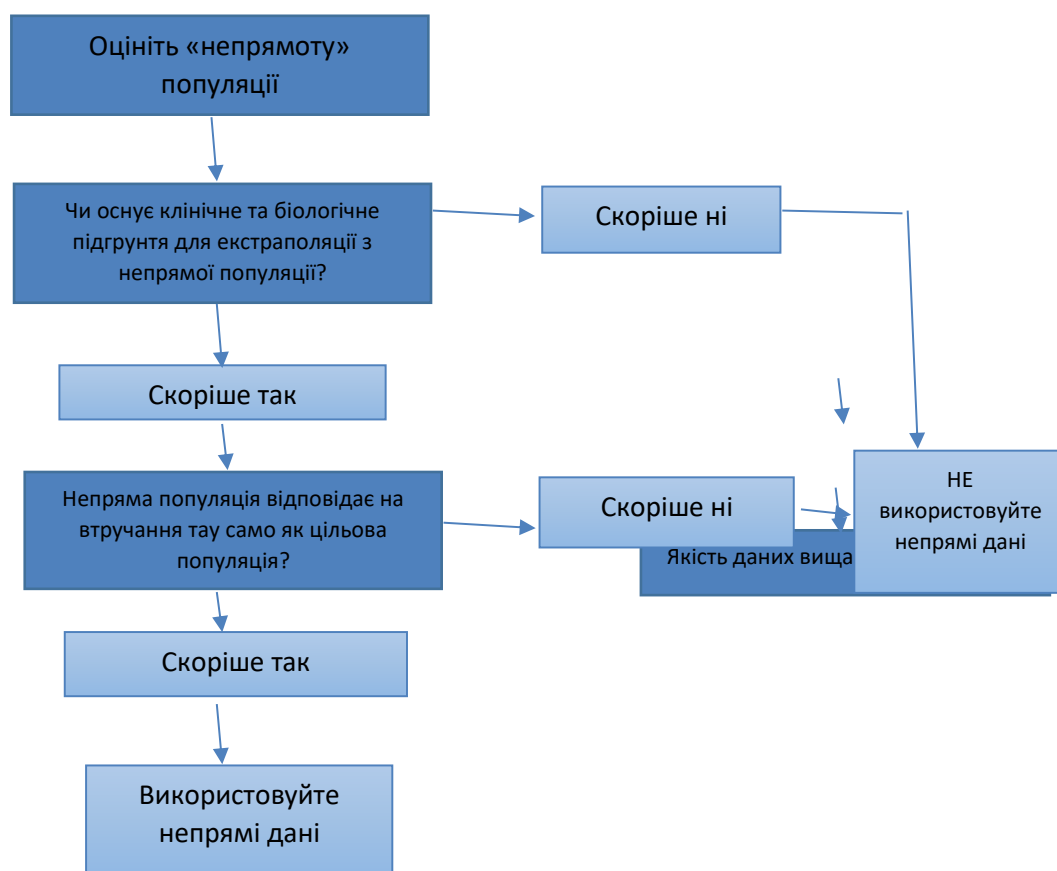 Оцініть «непрямоту»
популяції
Чи оснує клінічне та біологічне
підгрунтя для екстраполяції з
непрямої популяції?
Скоріше ні
Скоріше так
Непряма популяція відповідає на
втручання тау само як цільова
популяція?
Скоріше ні
НЕ
використовуйте
непрямі дані
Якість даних вища
Скоріше так
Використовуйте
непрямі дані